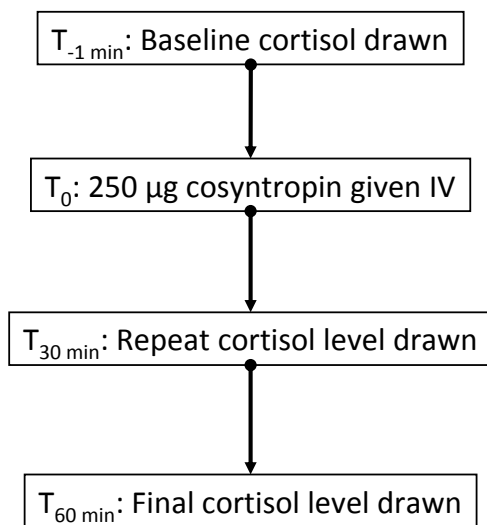 T-1 min: Baseline cortisol drawn
T0: 250 µg cosyntropin given IV
T30 min: Repeat cortisol level drawn
T60 min: Final cortisol level drawn